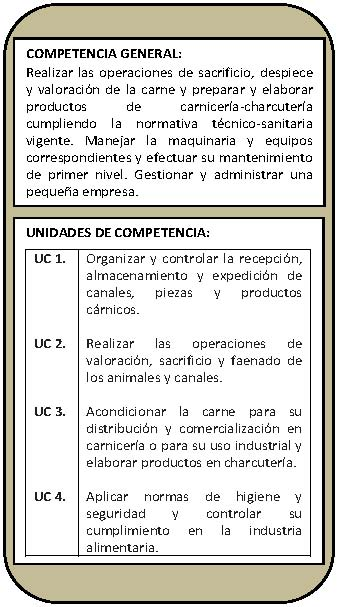 COMPETENCIA GENERAL:
Realizar las operaciones de sacrificio, despiece
y valoración de la carne y preparar y elaborar
productos de carnicería-charcutería
cumpliendo la normativa técnico-sanitaria
vigente. Manejar la maquinaria y equipos
correspondientes y efectuar su mantenimiento
de primer nivel. Gestionar y administrar una
pequeña empresa.
UNIDADES DE COMPETENCIA:
UC 1. Organizar y controlar la recepción,
almacenamiento y expedición de
canales, piezas y productos
cárnicos.
UC 2. Realizar las operaciones de
valoración, sacrificio y faenado de
los animales y canales.
UC 3. Acondicionar la carne para su
distribución y comercialización en
carnicería o para su uso industrial y
elaborar productos en charcutería.
UC 4. Aplicar normas de higiene y
seguridad y controlar su
cumplimiento en la industria
alimentaria.